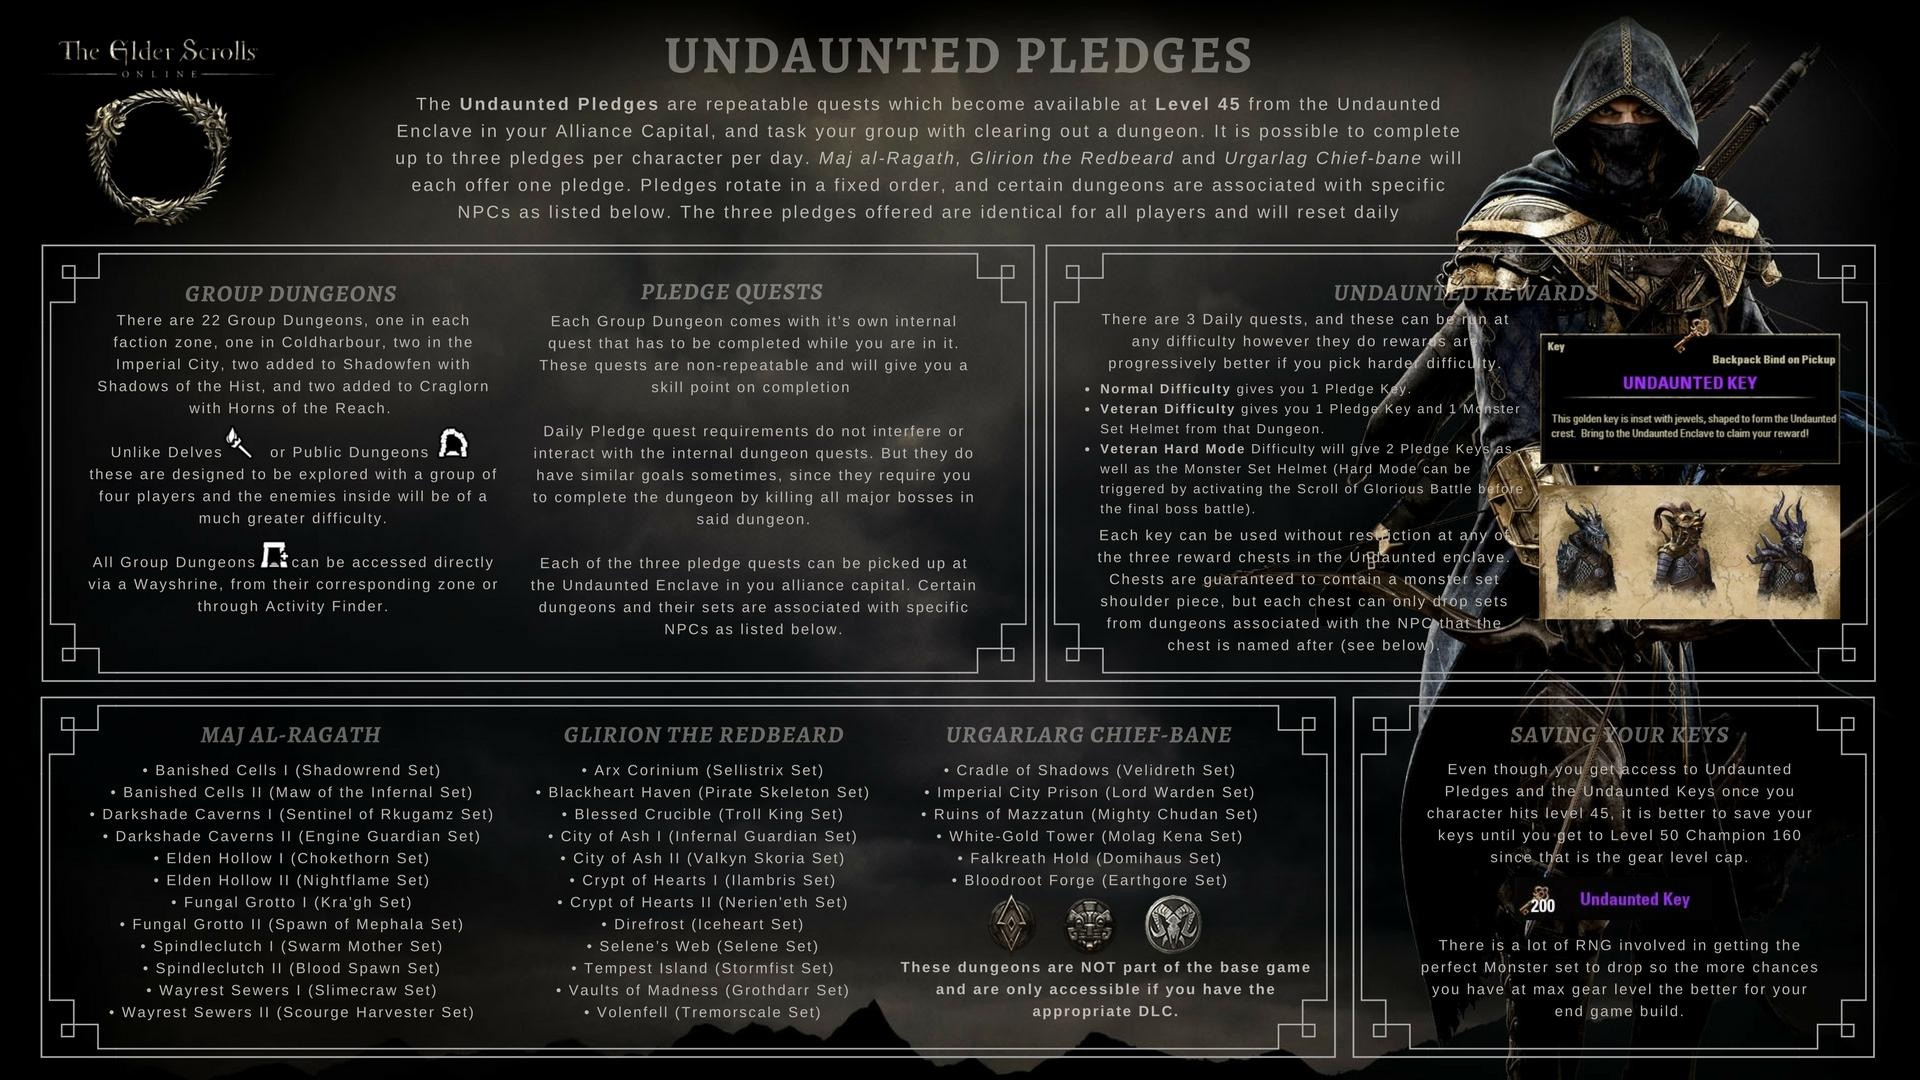 The Elder Scrolls
ONLINE
UNDAUNTED PLEDGES
The Undaunted Pledges are repeatable quests which become available at Level 45 from the Undaunted
Enclave in your Alliance Capital, and task your group with clearing out a dungeon. It is possible to complete
up to three pledges per character per day. Maj al-Ragath, Glirion the Redbeard and Urgarlag Chief-bane will
each offer one pledge. Pledges rotate in a fixed order, and certain dungeons are associated with specific
NPCs as listed below. The three pledges offered are identical for all players and will reset daily
GROUP DUNGEONS
There are 22 Group Dungeons, one in each
faction zone, one in Coldharbour, two in the
Imperial City, two added to Shadowfen with
Shadows of the Hist, and two added to Craglorn
with Horns of the Reach.
Unlike Delves or Public Dungeons
these are designed to be explored with a group of
four players and the enemies inside will be of a
much greater difficulty.
All Group Dungeons can be accessed directly
via a Wayshrine, from their corresponding zone or
through Activity Finder.
PLEDGE QUESTS
Each Group Dungeon comes with it's own internal
quest that has to be completed while you are in it.
These quests are non-repeatable and will give you a
skill point on completion
Daily Pledge quest requirements do not interfere or
interact with the internal dungeon quests. But they do
have similar goals sometimes, since they require you
to complete the dungeon by killing all major bosses in
said dungeon.
Each of the three pledge quests can be picked up at
the Undaunted Enclave in you alliance capital. Certain
dungeons and their sets are associated with specific
NPCs as listed below.
UNDAUNTED REWARDS
There are 3 Daily quests, and these can be run at
any difficulty however they do rewards are
progressively better if you pick harder difficulty.
• Normal Difficulty gives you 1 Pledge Key.
• Veteran Difficulty gives you 1 Pledge Key and 1 Monster
Set Helmet from that Dungeon.
• Veteran Hard Mode Difficulty will give 2 Pledge Keys as
well as the Monster Set Helmet (Hard Mode can be
triggered by activating the Scroll of Glorious Battle before
the final boss battle).
Each key can be used without restriction at any of
the three reward chests in the Undaunted enclave.
Chests are guaranteed to contain a monster set
shoulder piece, but each chest can only drop sets
from dungeons associated with the NPC that the
chest is named after (see below).
Key
Backpack Bind on Pickup
UNDAUNTED KEY
This golden key is inset with jewels, shaped to form the Undaunted
crest. Bring to the Undaunted Enclave to claim your reward!
MAJ AL-RAGATH
• Banished Cells I (Shadowrend Set)
• Banished Cells II (Maw of the Infernal Set)
• Darkshade Caverns I (Sentinel of Rkugamz Set)
• Darkshade Caverns II (Engine Guardian Set)
• Elden Hollow I (Chokethorn Set)
• Elden Hollow II (Nightflame Set)
• Fungal Grotto I (Kra'gh Set)
• Fungal Grotto II (Spawn of Mephala Set)
• Spindleclutch I (Swarm Mother Set)
• Spindleclutch II (Blood Spawn Set)
• Wayrest Sewers I (Slimecraw Set)
• Wayrest Sewers II (Scourge Harvester Set)
GLIRION THE REDBEARD
• Arx Corinium (Sellistrix Set)
• Blackheart Haven (Pirate Skeleton Set)
• Blessed Crucible (Troll King Set)
• City of Ash I (Infernal Guardian Set)
• City of Ash II (Valkyn Skoria Set)
• Crypt of Hearts I (Ilambris Set)
• Crypt of Hearts II (Nerien'eth Set)
• Direfrost (Iceheart Set)
• Selene's Web (Selene Set)
• Tempest Island (Stormfist Set)
• Vaults of Madness (Grothdarr Set)
• Volenfell (Tremorscale Set)
URGARLARG CHIEF-BANE
• Cradle of Shadows (Velidreth Set)
• Imperial City Prison (Lord Warden Set)
• Ruins of Mazzatun (Mighty Chudan Set)
• White-Gold Tower (Molag Kena Set)
• Falkreath Hold (Domihaus Set)
• Bloodroot Forge (Earthgore Set)
These dungeons are NOT part of the base game
and are only accessible if you have the
appropriate DLC.
SAVING YOUR KEYS
Even though you get access to Undaunted
Pledges and the Undaunted Keys once you
character hits level 45, it is better to save your
keys until you get to Level 50 Champion 160
since that is the gear level cap.
200 Undaunted Key
There is a lot of RNG involved in getting the
perfect Monster set to drop so the more chances
you have at max gear level the better for your
end game build.